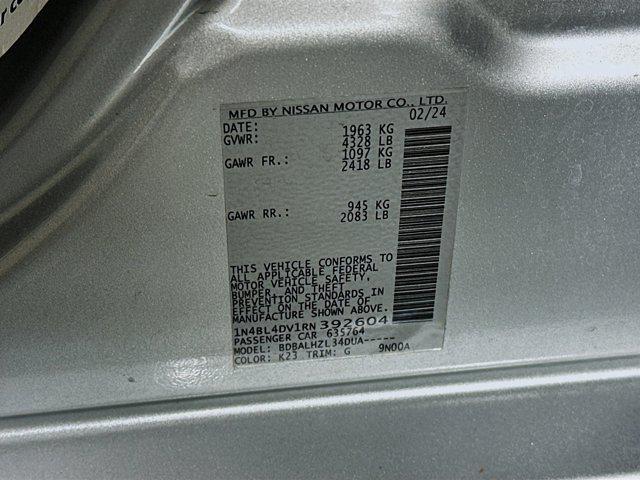 MFD BY NISSAN MOTOR CO., LTD.
DATE: 02/24
GVWR: 1963 KG
4328 LB
GAWR FR.: 1097 KG
2418 LB
GAWR RR.: 945 KG
2083 LB
THIS VEHICLE CONFORMS TO
ALL APPLICABLE FEDERAL
MOTOR VEHICLE SAFETY,
BUMPER, AND THEFT
PREVENTION STANDARDS IN
EFFECT ON THE DATE OF
MANUFACTURE SHOWN ABOVE.
1N4BL4DV1RN392604
PASSENGER CAR 635764
MODEL: BDBALHZL34DUA-----
COLOR: K23 TRIM: G 9N00A